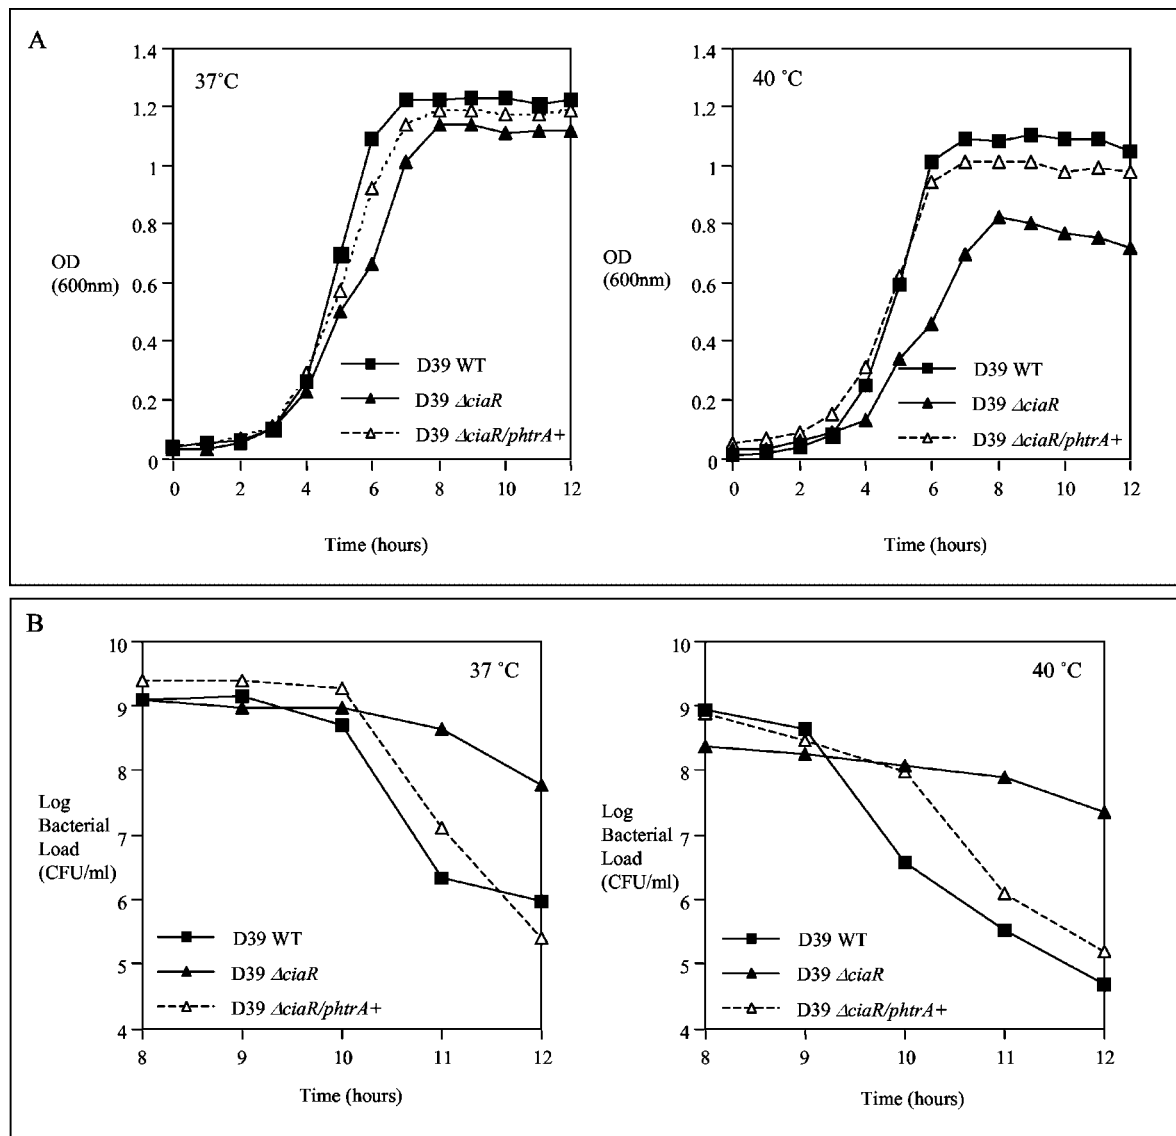 A
37˚C
1.4
1.2
1
0.8
0.6
0.4
0.2
0
OD
(600nm)
D39 WT
D39 ΔciaR
D39 ΔciaR/phtrA+
0 2 4 6 8 10 12
Time (hours)
40 ˚C
1.4
1.2
1
0.8
0.6
0.4
0.2
0
OD
(600nm)
D39 WT
D39 ΔciaR
D39 ΔciaR/phtrA+
0 2 4 6 8 10 12
Time (hours)
B
37 ˚C
10
9
8
7
6
5
4
Log
Bacterial
Load
(CFU/ml)
D39 WT
D39 ΔciaR
D39 ΔciaR/phtrA+
8 9 10 11 12
Time (hours)
40 ˚C
10
9
8
7
6
5
4
Log
Bacterial
Load
(CFU/ml)
D39 WT
D39 ΔciaR
D39 ΔciaR/phtrA+
8 9 10 11 12
Time (hours)